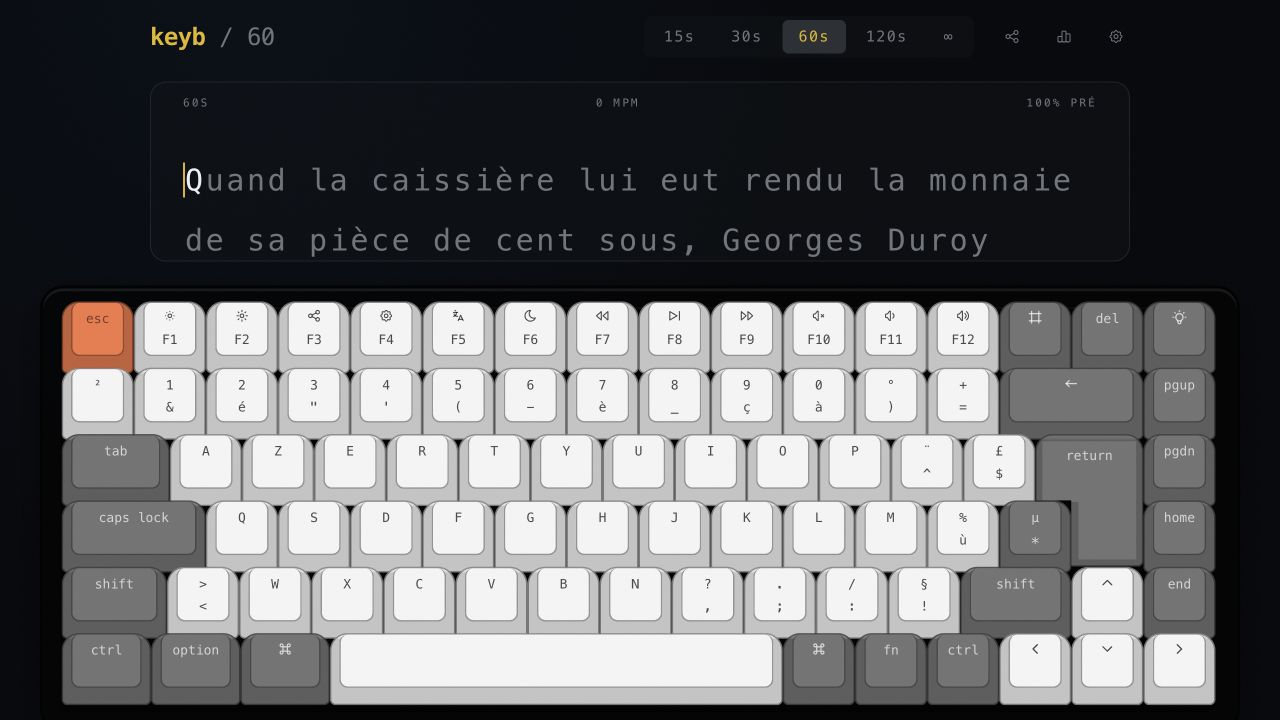 keyb / 60 15s 30s 60s 120s ∞
60S 0 MPM 100% PRÉ
Quand la caissière lui eut rendu la monnaie
de sa pièce de cent sous, Georges Duroy
esc F1 F2 F3 F4 F5 F6 F7 F8 F9 F10 F11 F12 del
² 1 2 3 4 5 6 7 8 9 0 ° + ← pgup
& é " ' ( − è _ ç à ) =
tab A Z E R T Y U I O P ¨ £ return pgdn
^ $
caps lock Q S D F G H J K L M % µ home
ù *
shift > W X C V B N ? . / § shift ^ end
< , ; : !
ctrl option ⌘ ⌘ fn ctrl < ⌄ >